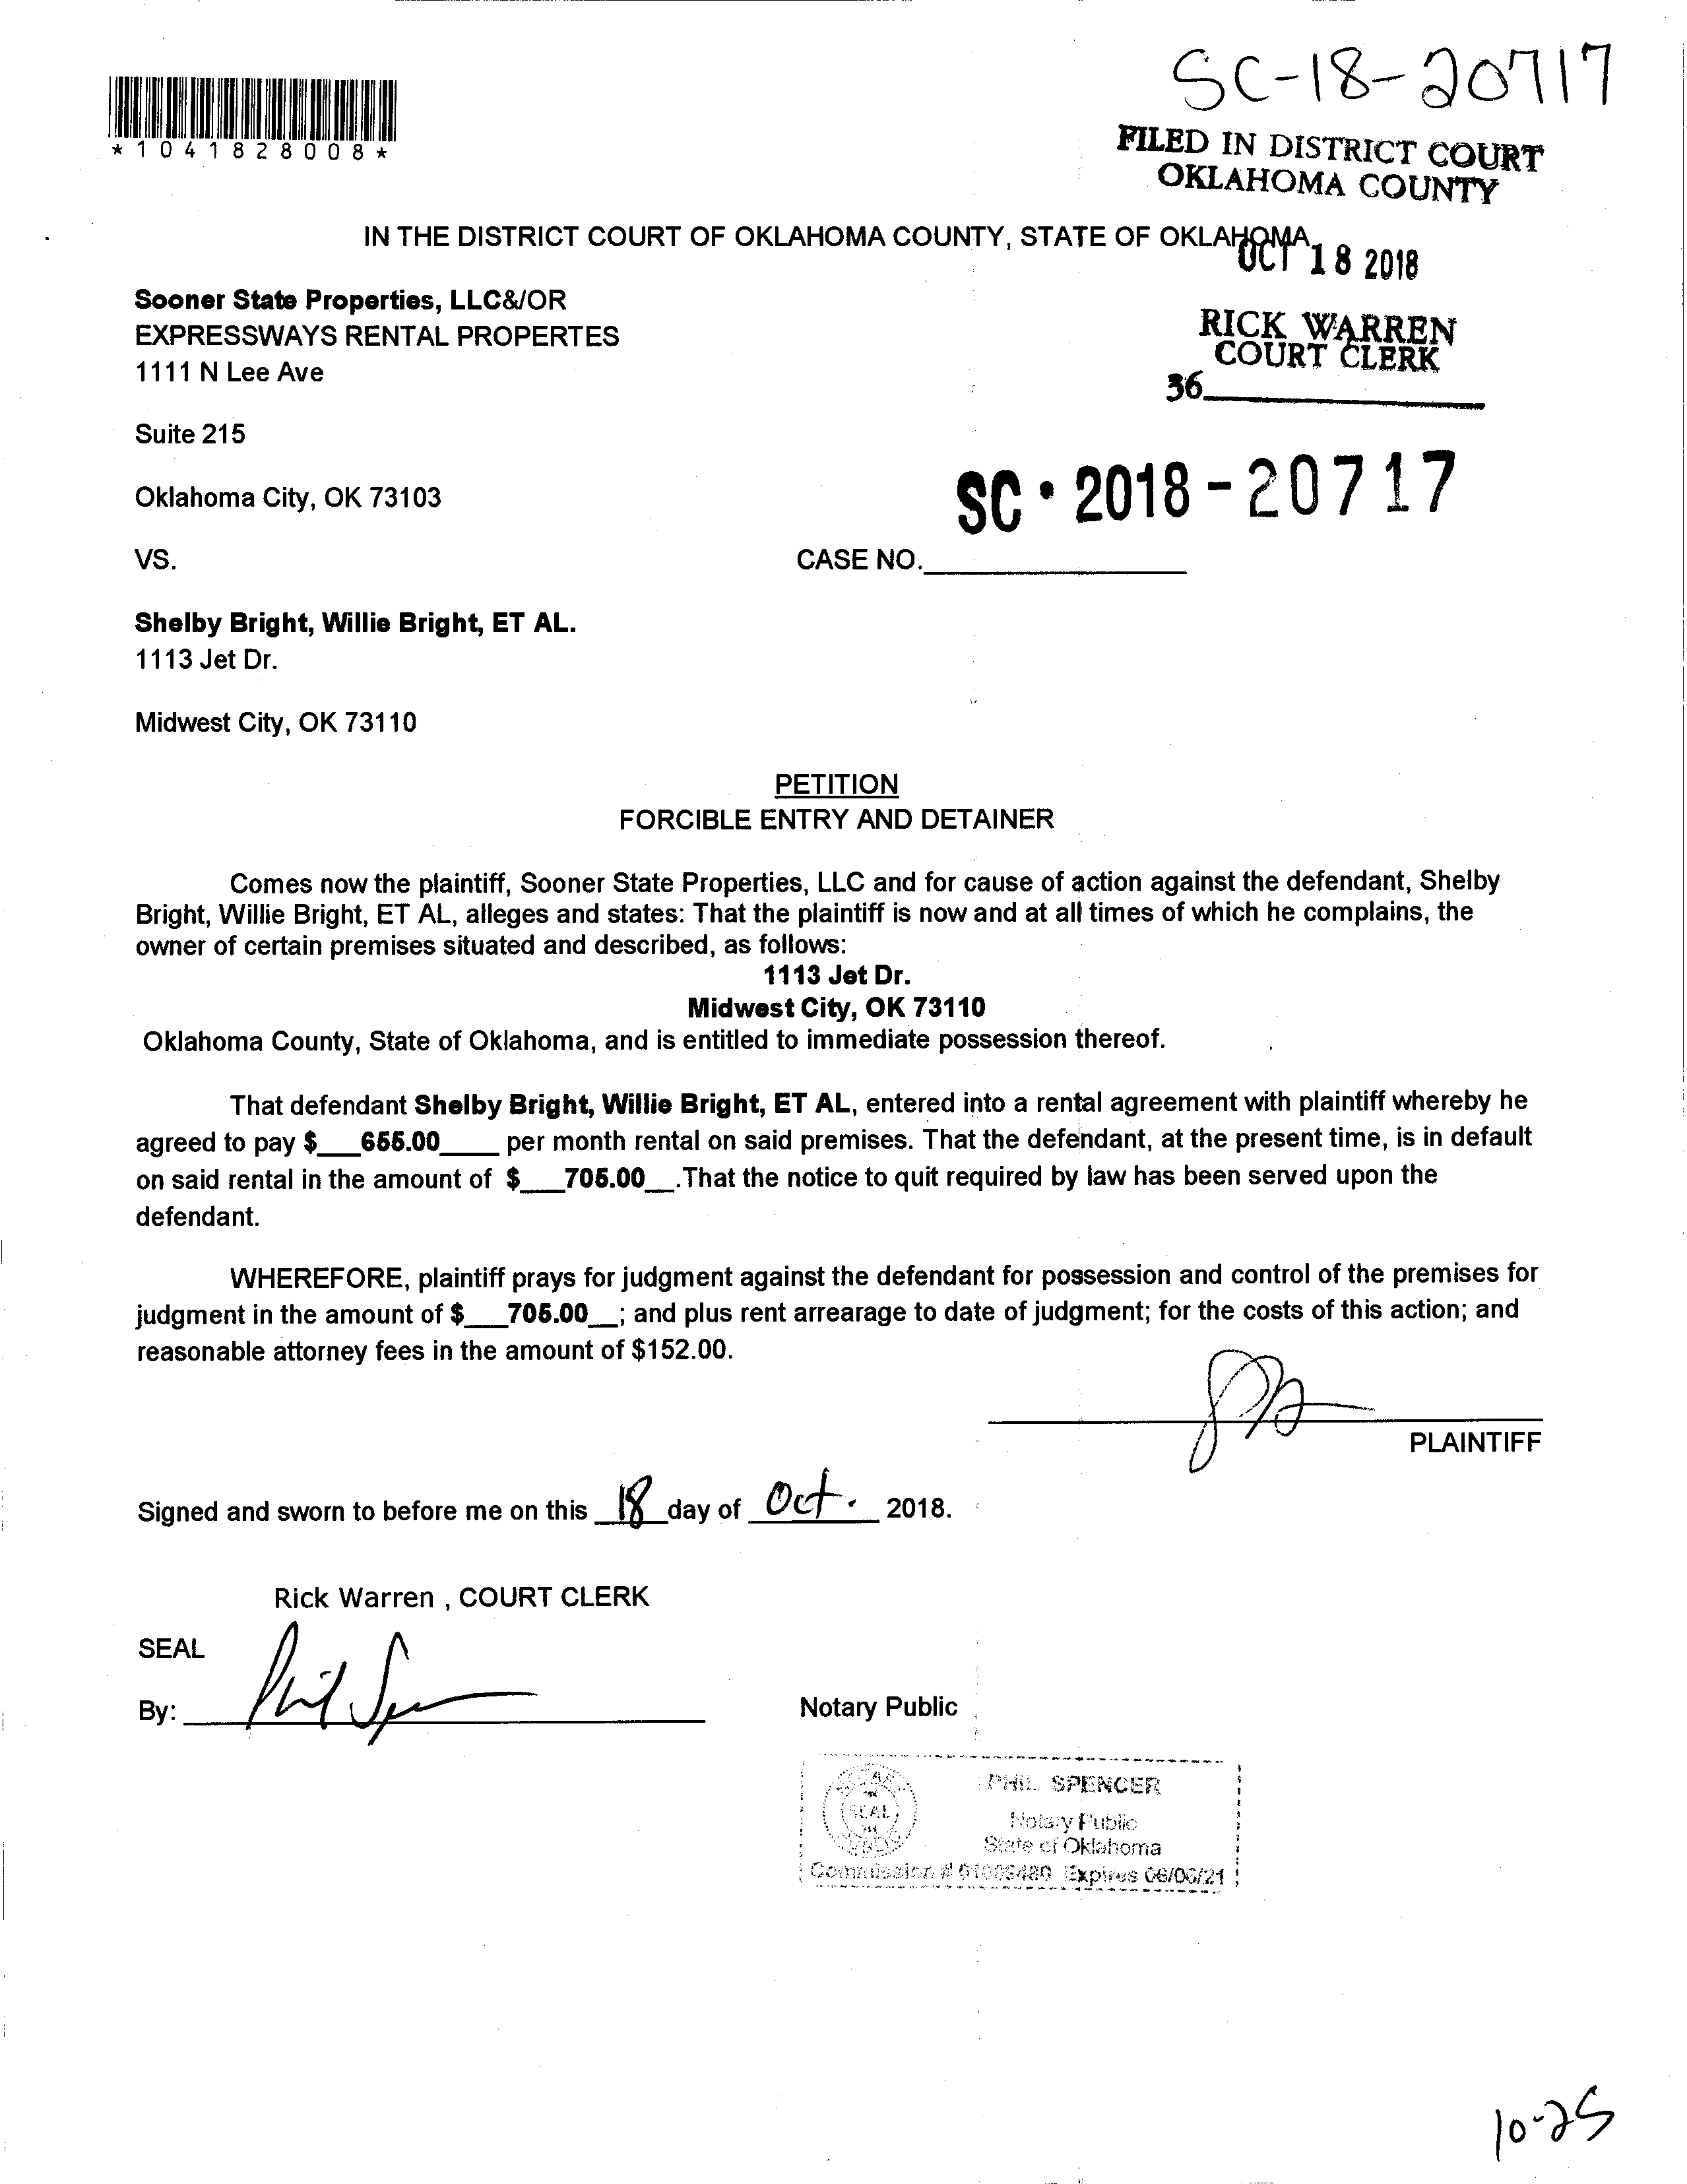 SC-18-20717
*1041828008*
FILED IN DISTRICT COURT
OKLAHOMA COUNTY
IN THE DISTRICT COURT OF OKLAHOMA COUNTY, STATE OF OKLAHOMA
OCT 18 2018
Sooner State Properties, LLC&/OR
EXPRESSWAYS RENTAL PROPERTES
1111 N Lee Ave
RICK WARREN
COURT CLERK
36
Suite 215
Oklahoma City, OK 73103
SC • 2018 - 20717
VS.
CASE NO.
Shelby Bright, Willie Bright, ET AL.
1113 Jet Dr.
Midwest City, OK 73110
PETITION
FORCIBLE ENTRY AND DETAINER
Comes now the plaintiff, Sooner State Properties, LLC and for cause of action against the defendant, Shelby
Bright, Willie Bright, ET AL, alleges and states: That the plaintiff is now and at all times of which he complains, the
owner of certain premises situated and described, as follows:
1113 Jet Dr.
Midwest City, OK 73110
Oklahoma County, State of Oklahoma, and is entitled to immediate possession thereof.
That defendant Shelby Bright, Willie Bright, ET AL, entered into a rental agreement with plaintiff whereby he
agreed to pay $___655.00____ per month rental on said premises. That the defendant, at the present time, is in default
on said rental in the amount of $___705.00__.That the notice to quit required by law has been served upon the
defendant.
WHEREFORE, plaintiff prays for judgment against the defendant for possession and control of the premises for
judgment in the amount of $___705.00__; and plus rent arrearage to date of judgment; for the costs of this action; and
reasonable attorney fees in the amount of $152.00.
PLAINTIFF
Signed and sworn to before me on this 18 day of Oct. 2018.
Rick Warren , COURT CLERK
SEAL
By: Phil Spencer
Notary Public
PHIL SPENCER
SEAL
Notary Public
State of Oklahoma
Commission # 01005480 Expires 06/06/21
10-25